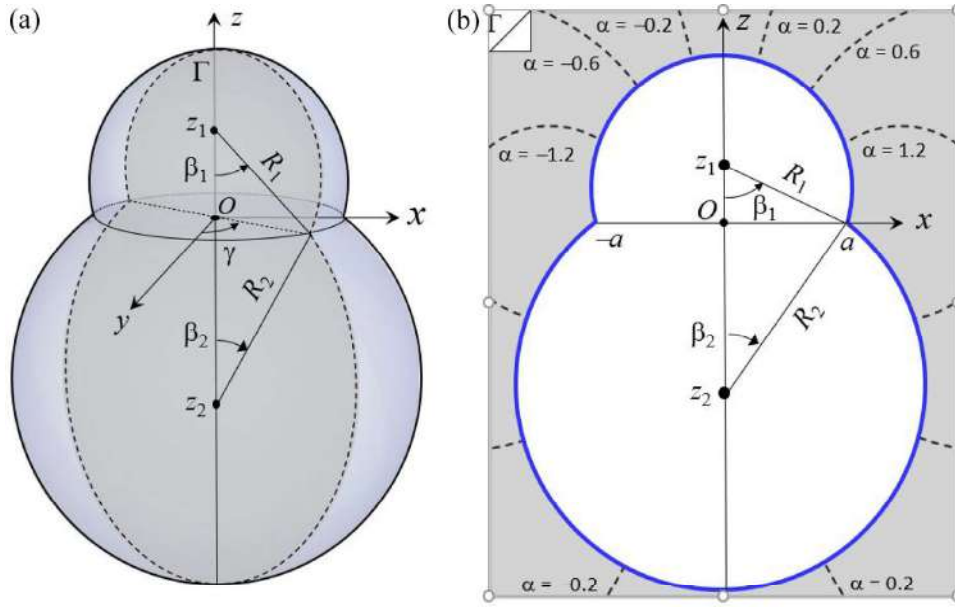 (a)
z
Γ
z1
R1
β1
O
x
γ
R2
y
β2
z2
(b)
Γ
α = −0.2
z
α = 0.2
α = −0.6
α = 0.6
α = −1.2
α = 1.2
z1
R1
O
β1
x
−a
a
R2
β2
z2
α = −0.2
α − 0.2